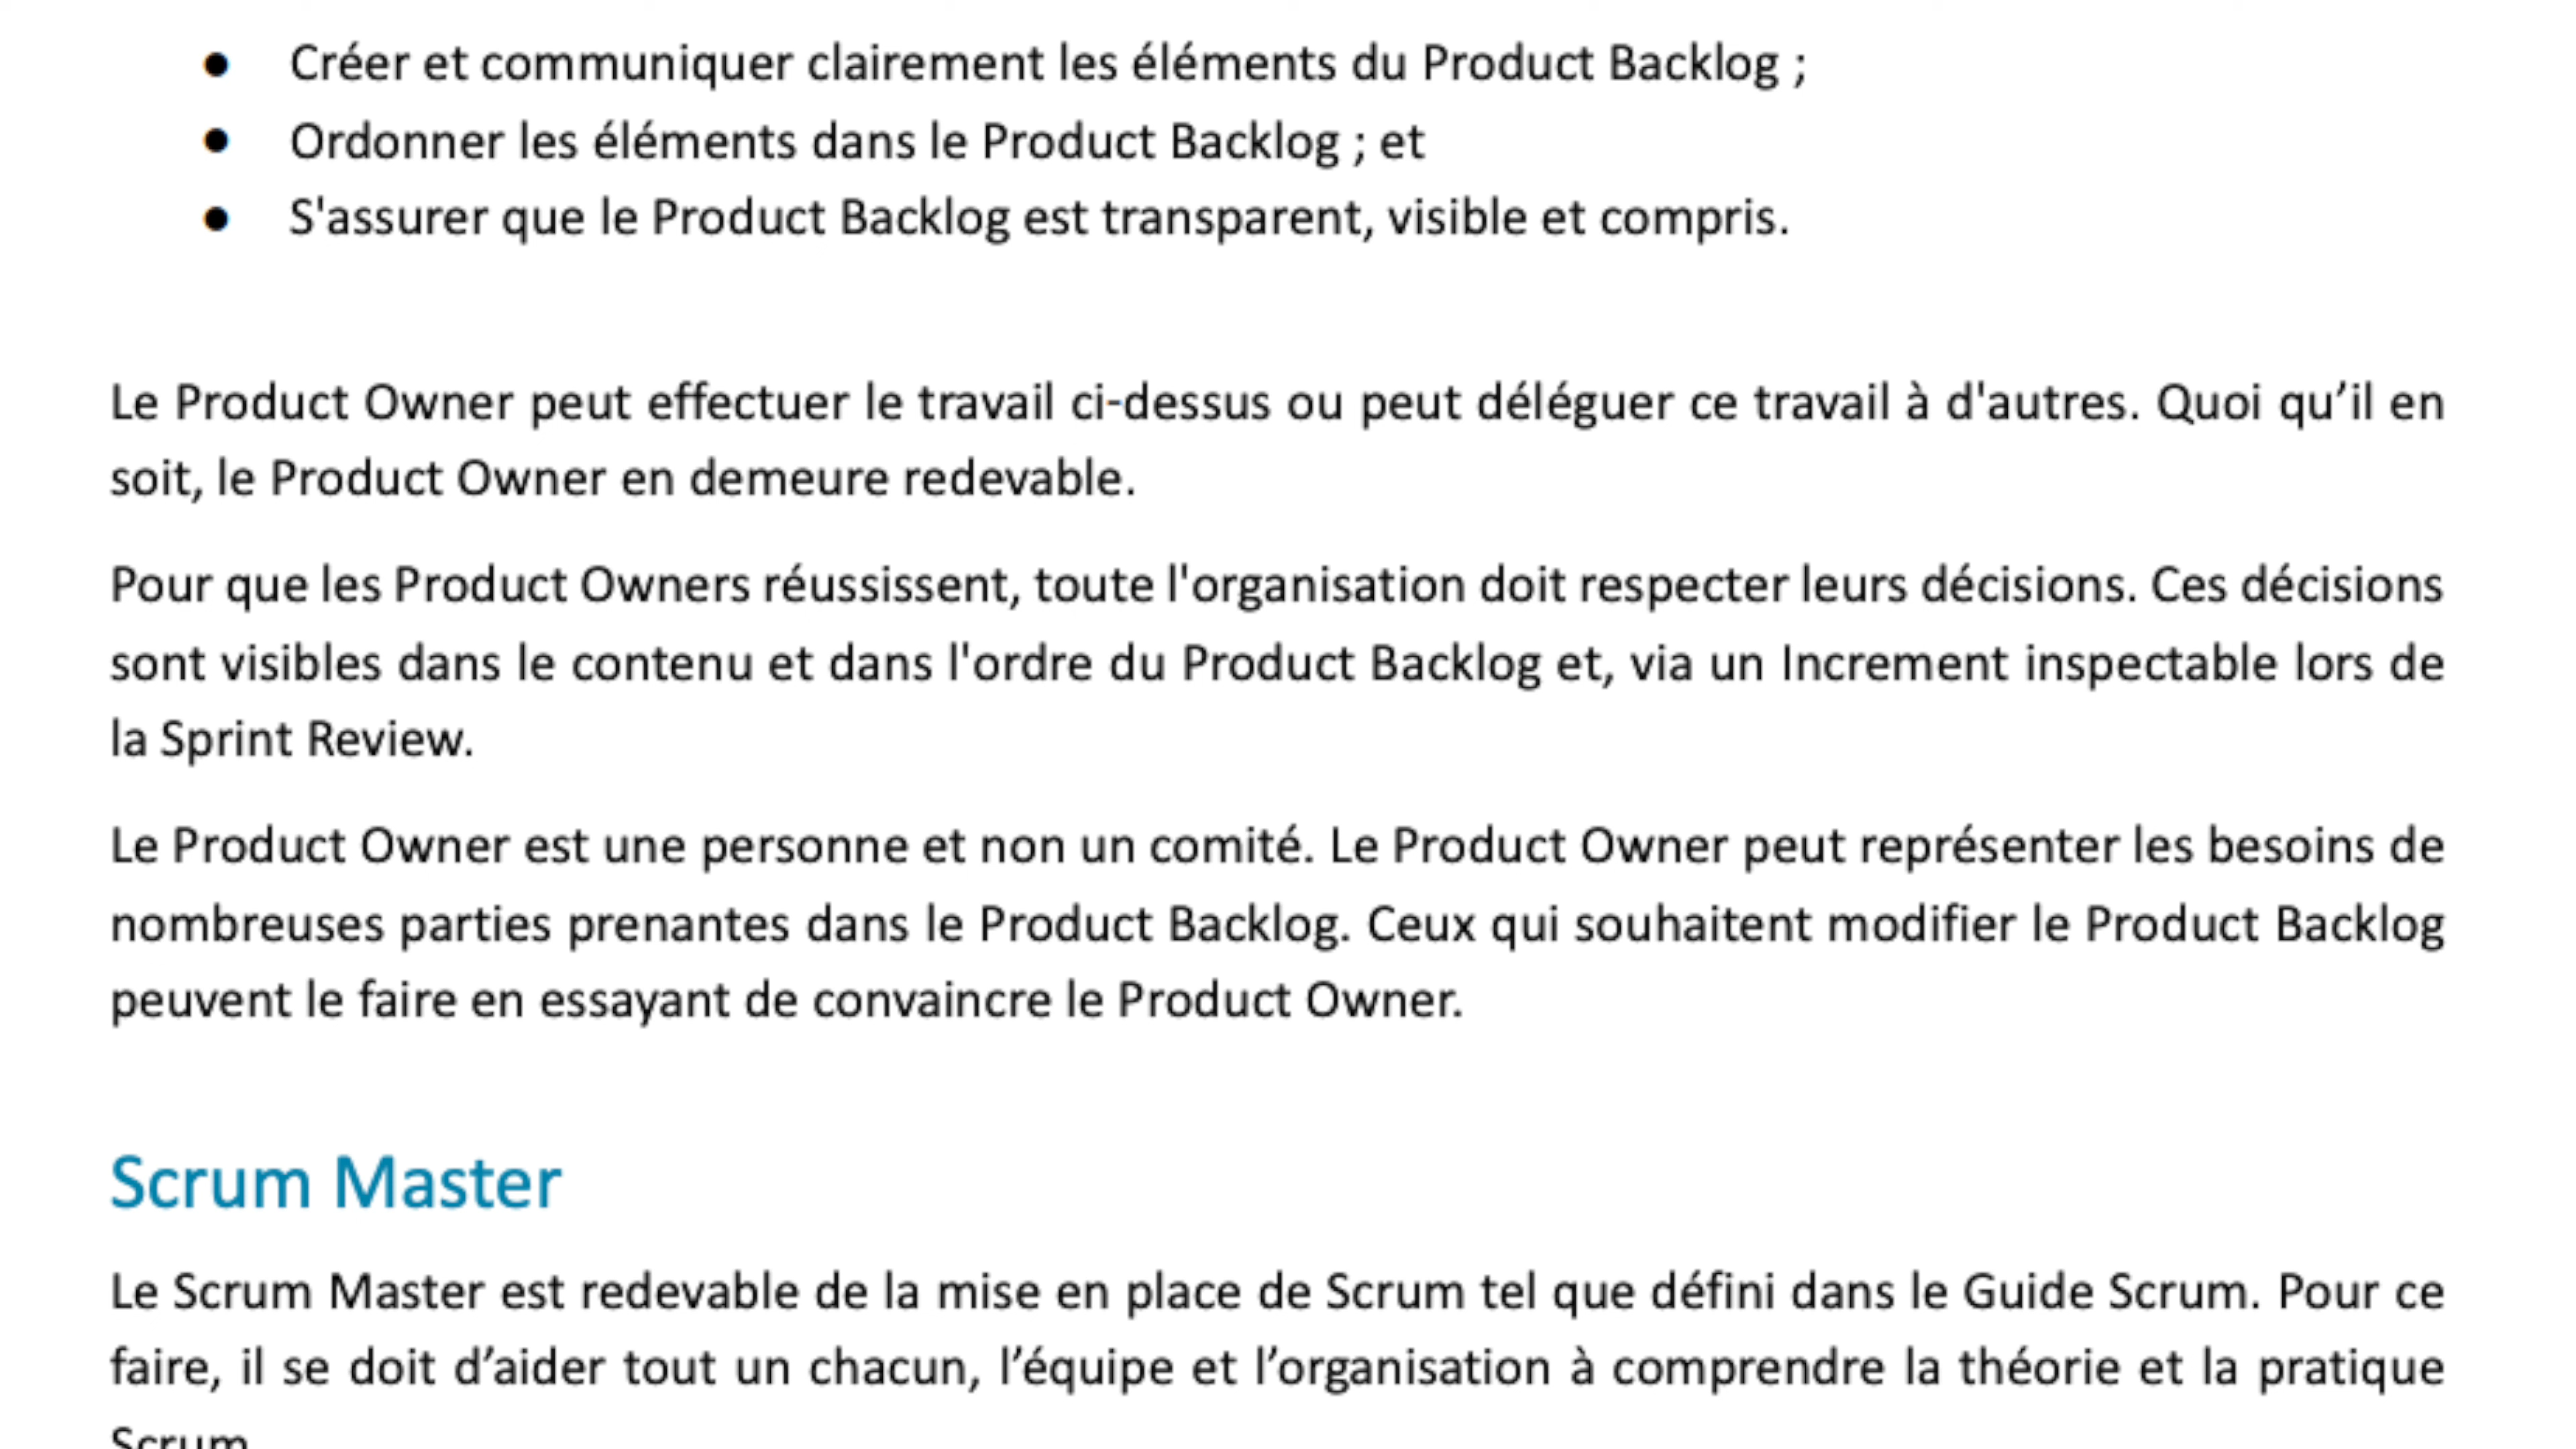 ● Créer et communiquer clairement les éléments du Product Backlog ;
● Ordonner les éléments dans le Product Backlog ; et
● S'assurer que le Product Backlog est transparent, visible et compris.
Le Product Owner peut effectuer le travail ci-dessus ou peut déléguer ce travail à d'autres. Quoi qu’il en
soit, le Product Owner en demeure redevable.
Pour que les Product Owners réussissent, toute l'organisation doit respecter leurs décisions. Ces décisions
sont visibles dans le contenu et dans l'ordre du Product Backlog et, via un Increment inspectable lors de
la Sprint Review.
Le Product Owner est une personne et non un comité. Le Product Owner peut représenter les besoins de
nombreuses parties prenantes dans le Product Backlog. Ceux qui souhaitent modifier le Product Backlog
peuvent le faire en essayant de convaincre le Product Owner.
Scrum Master
Le Scrum Master est redevable de la mise en place de Scrum tel que défini dans le Guide Scrum. Pour ce
faire, il se doit d’aider tout un chacun, l’équipe et l’organisation à comprendre la théorie et la pratique
Scrum.